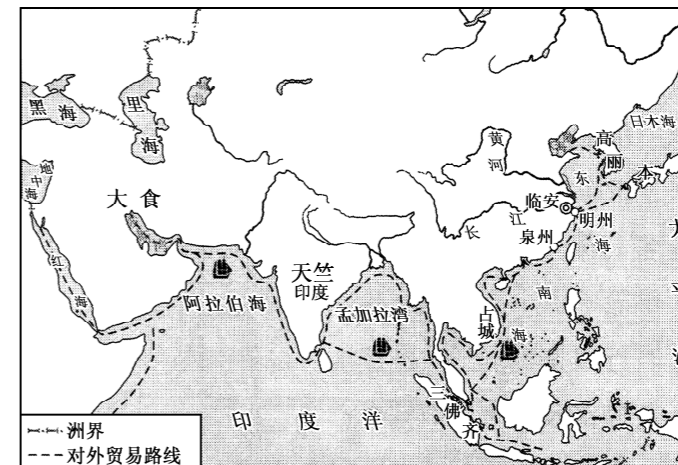 黑海
里海
日本海
高丽
地中海
大食
黄河
东海
本
临安
明州
长江
泉州
红海
天竺
印度
阿拉伯海
孟加拉湾
占城
南海
平
三佛齐
印度洋
洲界
对外贸易路线